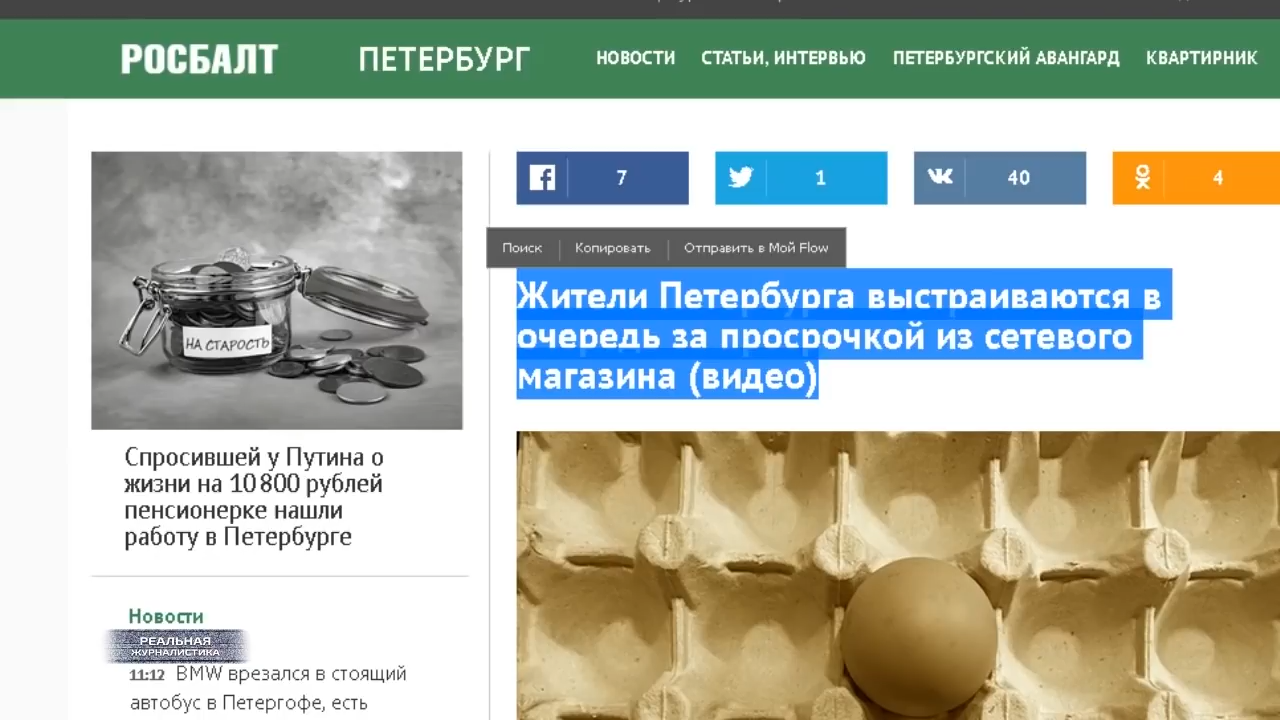 РОСБАЛТ
ПЕТЕРБУРГ
НОВОСТИ
СТАТЬИ, ИНТЕРВЬЮ
ПЕТЕРБУРГСКИЙ АВАНГАРД
КВАРТИРНИК
7
1
40
4
Поиск
Копировать
Отправить в Мой Flow
Жители Петербурга выстраиваются в
очередь за просрочкой из сетевого
магазина (видео)
НА СТАРОСТЬ
Спросившей у Путина о
жизни на 10 800 рублей
пенсионерке нашли
работу в Петербурге
Новости
РЕАЛЬНАЯ
ЖУРНАЛИСТИКА
11:12 BMW врезался в стоящий
автобус в Петергофе, есть